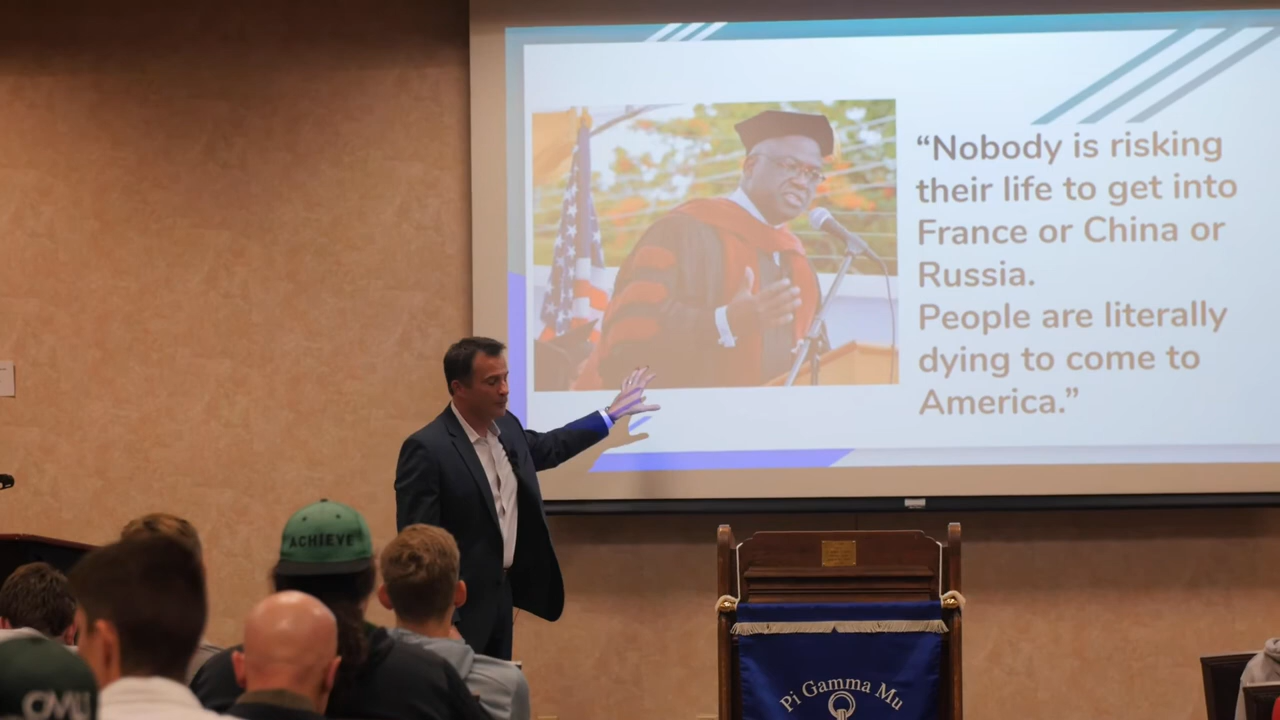 “Nobody is risking
their life to get into
France or China or
Russia.
People are literally
dying to come to
America.”
ACHIEVE
CMU
Pi Gamma Mu